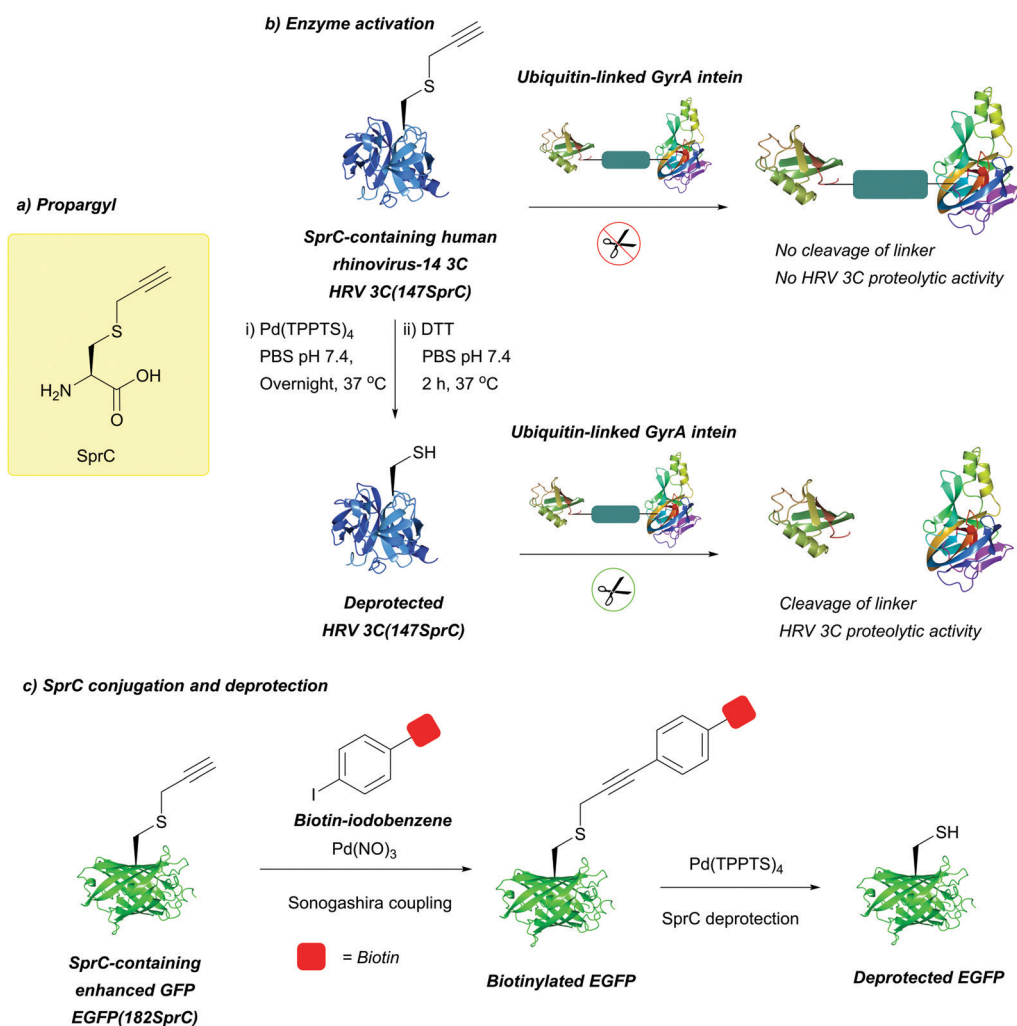 a) Propargyl
S
H₂N
OH
O
SprC
b) Enzyme activation
S
SprC-containing human
rhinovirus-14 3C
HRV 3C(147SprC)
Ubiquitin-linked GyrA intein
No cleavage of linker
No HRV 3C proteolytic activity
i) Pd(TPPTS)₄
PBS pH 7.4,
Overnight, 37 ºC
ii) DTT
PBS pH 7.4
2 h, 37 ºC
SH
Deprotected
HRV 3C(147SprC)
Ubiquitin-linked GyrA intein
Cleavage of linker
HRV 3C proteolytic activity
c) SprC conjugation and deprotection
S
SprC-containing
enhanced GFP
EGFP(182SprC)
I
Biotin-iodobenzene
Pd(NO)₃
Sonogashira coupling
= Biotin
S
Biotinylated EGFP
Pd(TPPTS)₄
SprC deprotection
SH
Deprotected EGFP